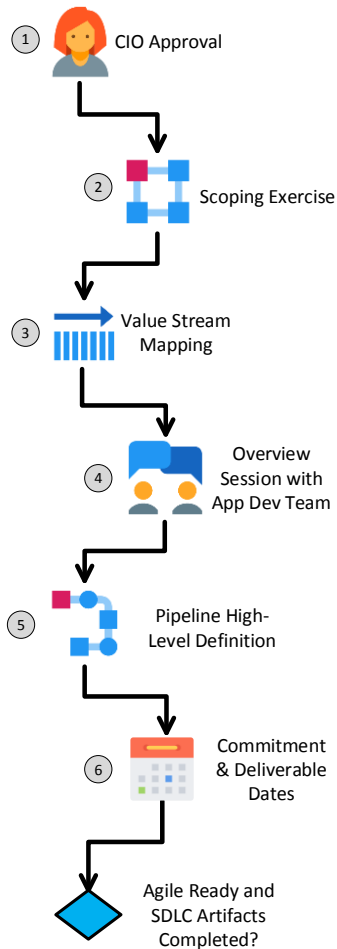 1
CIO Approval
2
Scoping Exercise
3
Value Stream
Mapping
4
Overview
Session with
App Dev Team
5
Pipeline High-
Level Definition
6
Commitment
& Deliverable
Dates
Agile Ready and
SDLC Artifacts
Completed?